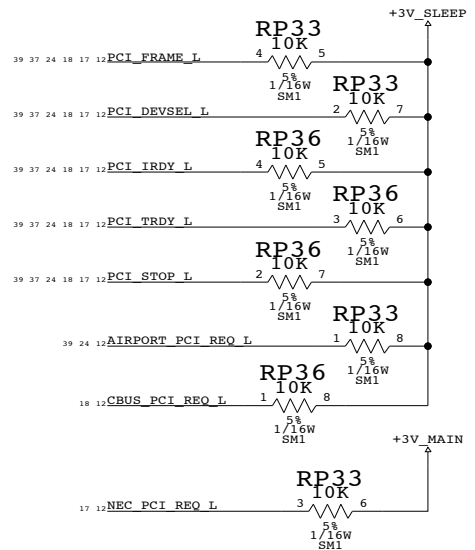 +3V_SLEEP
RP33
10K
39 37 24 18 17 12 PCI_FRAME_L 4 5
5%
1/16W
SM1
RP33
10K
39 37 24 18 17 12 PCI_DEVSEL_L 2 7
5%
1/16W
SM1
RP36
10K
39 37 24 18 17 12 PCI_IRDY_L 4 5
5%
1/16W
SM1
RP36
10K
39 37 24 18 17 12 PCI_TRDY_L 3 6
5%
1/16W
SM1
RP36
10K
39 37 24 18 17 12 PCI_STOP_L 2 7
5%
1/16W
SM1
RP33
10K
39 24 12 AIRPORT_PCI_REQ_L 1 8
5%
1/16W
SM1
RP36
10K
18 12 CBUS_PCI_REQ_L 1 8
5%
1/16W
SM1
+3V_MAIN
RP33
10K
17 12 NEC_PCI_REQ_L 3 6
5%
1/16W
SM1